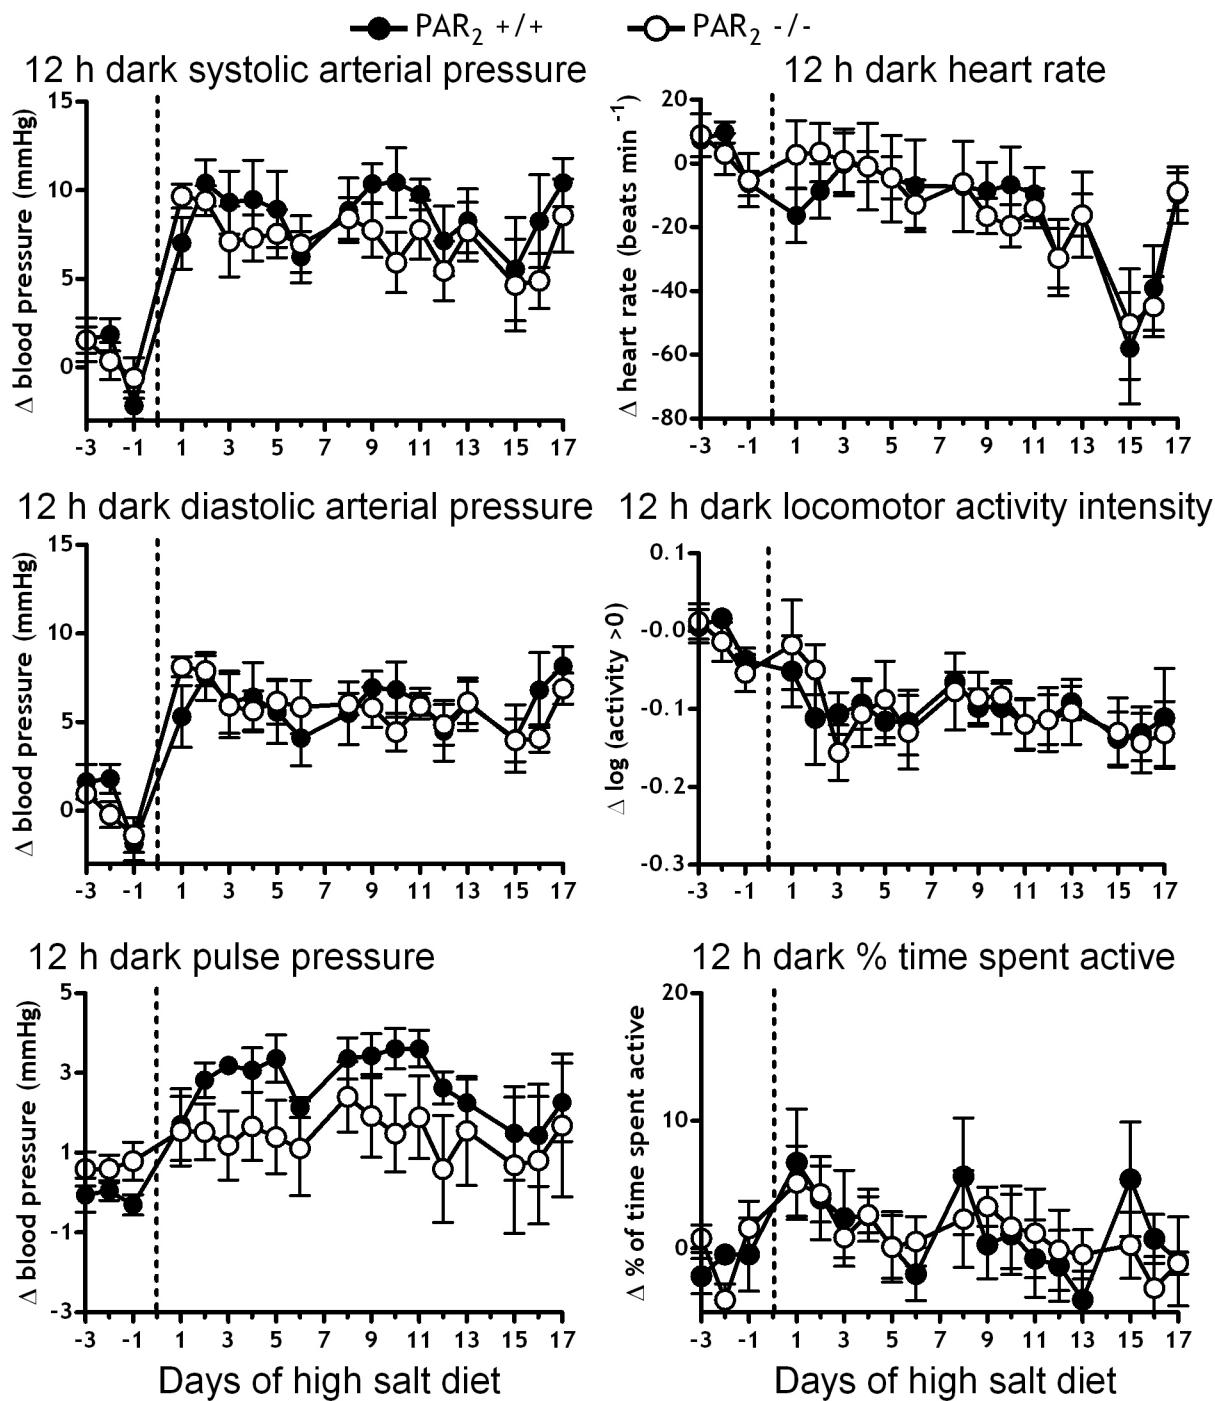 PAR2 +/+ PAR2 -/-
12 h dark systolic arterial pressure
Δ blood pressure (mmHg)
15
10
5
0
-3 -1 1 3 5 7 9 11 13 15 17
12 h dark heart rate
Δ heart rate (beats min -1)
20
0
-20
-40
-60
-80
-3 -1 1 3 5 7 9 11 13 15 17
12 h dark diastolic arterial pressure
Δ blood pressure (mmHg)
15
10
5
0
-3 -1 1 3 5 7 9 11 13 15 17
12 h dark locomotor activity intensity
Δ log (activity >0)
0.1
-0.0
-0.1
-0.2
-0.3
-3 -1 1 3 5 7 9 11 13 15 17
12 h dark pulse pressure
Δ blood pressure (mmHg)
5
3
1
-1
-3
-3 -1 1 3 5 7 9 11 13 15 17
Days of high salt diet
12 h dark % time spent active
Δ % of time spent active
20
10
0
-3 -1 1 3 5 7 9 11 13 15 17
Days of high salt diet